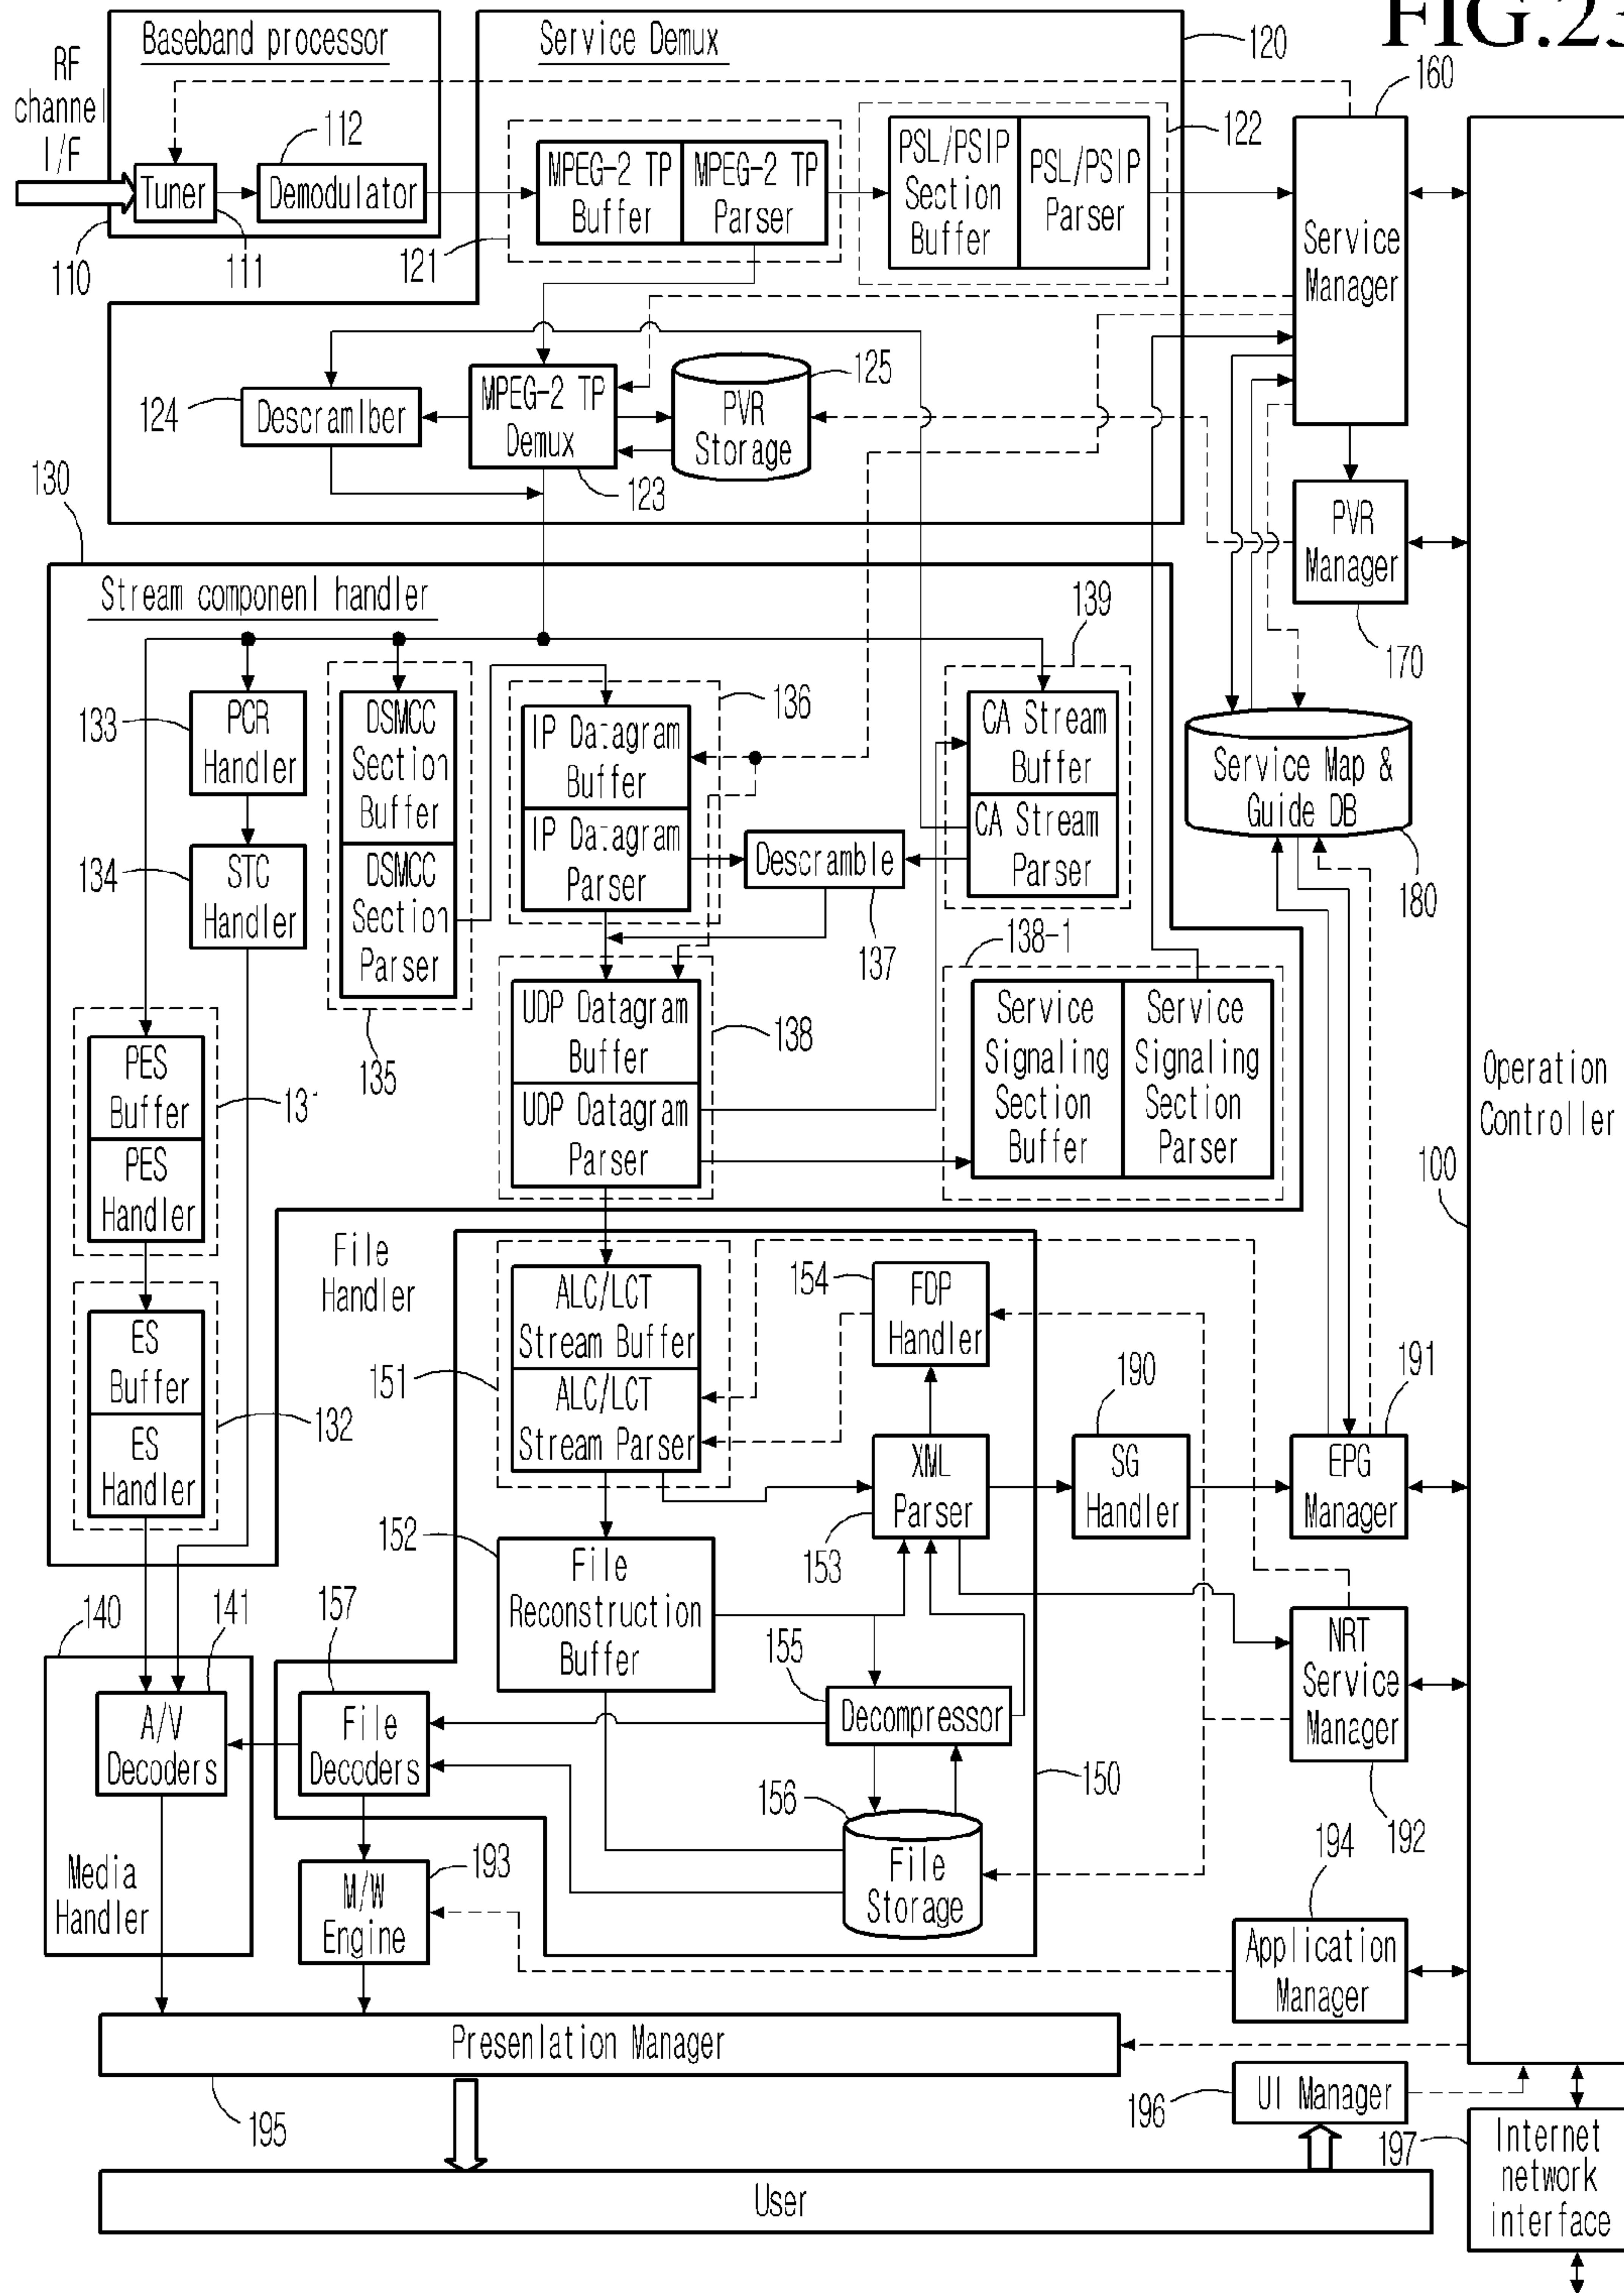 FIG.23
RF
channel
I/F
Baseband processor
112
Tuner
Demodulator
110
111
Service Demux
120
MPEG-2 TP
Buffer
MPEG-2 TP
Parser
121
PSL/PSIP
Section
Buffer
PSL/PSIP
Parser
122
160
Service
Manager
124
Descramlber
MPEG-2 TP
Demux
123
125
PVR
Storage
PVR
Manager
170
130
Stream componenl handler
133
PCR
Handler
134
STC
Handler
DSMCC
Section
Buffer
DSMCC
Section
Parser
135
136
IP Datagram
Buffer
IP Datagram
Parser
Descramble
137
139
CA Stream
Buffer
CA Stream
Parser
Service Map &
Guide DB
180
138-1
Service
Signaling
Section
Buffer
Service
Signaling
Section
Parser
UDP Datagram
Buffer
UDP Datagram
Parser
138
PES
Buffer
PES
Handler
131
ES
Buffer
ES
Handler
132
Operation
Controller
100
File
Handler
ALC/LCT
Stream Buffer
ALC/LCT
Stream Parser
151
154
FDP
Handler
190
191
XML
Parser
153
SG
Handler
EPG
Manager
152
File
Reconstruction
Buffer
140
141
157
155
Decompressor
NRT
Service
Manager
192
A/V
Decoders
File
Decoders
150
156
File
Storage
Media
Handler
193
M/W
Engine
194
Application
Manager
Presenlation Manager
195
196
UI Manager
197
Internet
network
interface
User